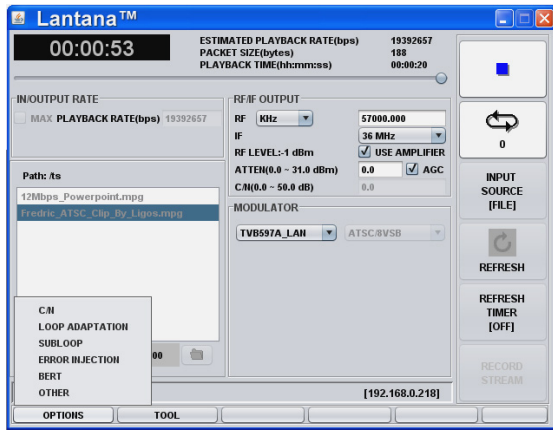 Lantana™
00:00:53
ESTIMATED PLAYBACK RATE(bps) 19392657
PACKET SIZE(bytes) 188
PLAYBACK TIME(hh:mm:ss) 00:00:20
IN/OUTPUT RATE
MAX PLAYBACK RATE(bps) 19392657
RF/IF OUTPUT
RF KHz 57000.000
IF 36 MHz
RF LEVEL:-1 dBm USE AMPLIFIER
ATTEN(0.0 ~ 31.0 dBm) 0.0 AGC
C/N(0.0 ~ 50.0 dB) 0.0
Path: /ts
12Mbps_Powerpoint.mpg
Fredric_ATSC_Clip_By_Ligos.mpg
MODULATOR
TVB597A_LAN ATSC/8VSB
0
INPUT
SOURCE
[FILE]
REFRESH
REFRESH
TIMER
[OFF]
RECORD
STREAM
C/N
LOOP ADAPTATION
SUBLOOP
ERROR INJECTION
BERT
OTHER
00
[192.168.0.218]
OPTIONS TOOL